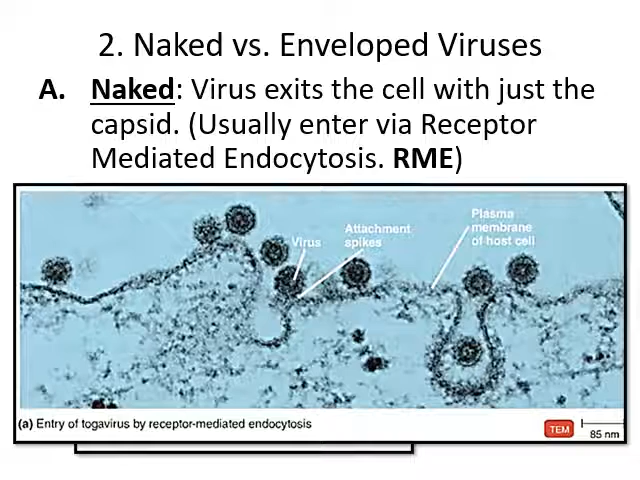 2. Naked vs. Enveloped Viruses
A. Naked: Virus exits the cell with just the
capsid. (Usually enter via Receptor
Mediated Endocytosis. RME)
Virus
Attachment
spikes
Plasma
membrane
of host cell
(a) Entry of togavirus by receptor-mediated endocytosis
TEM
85 nm